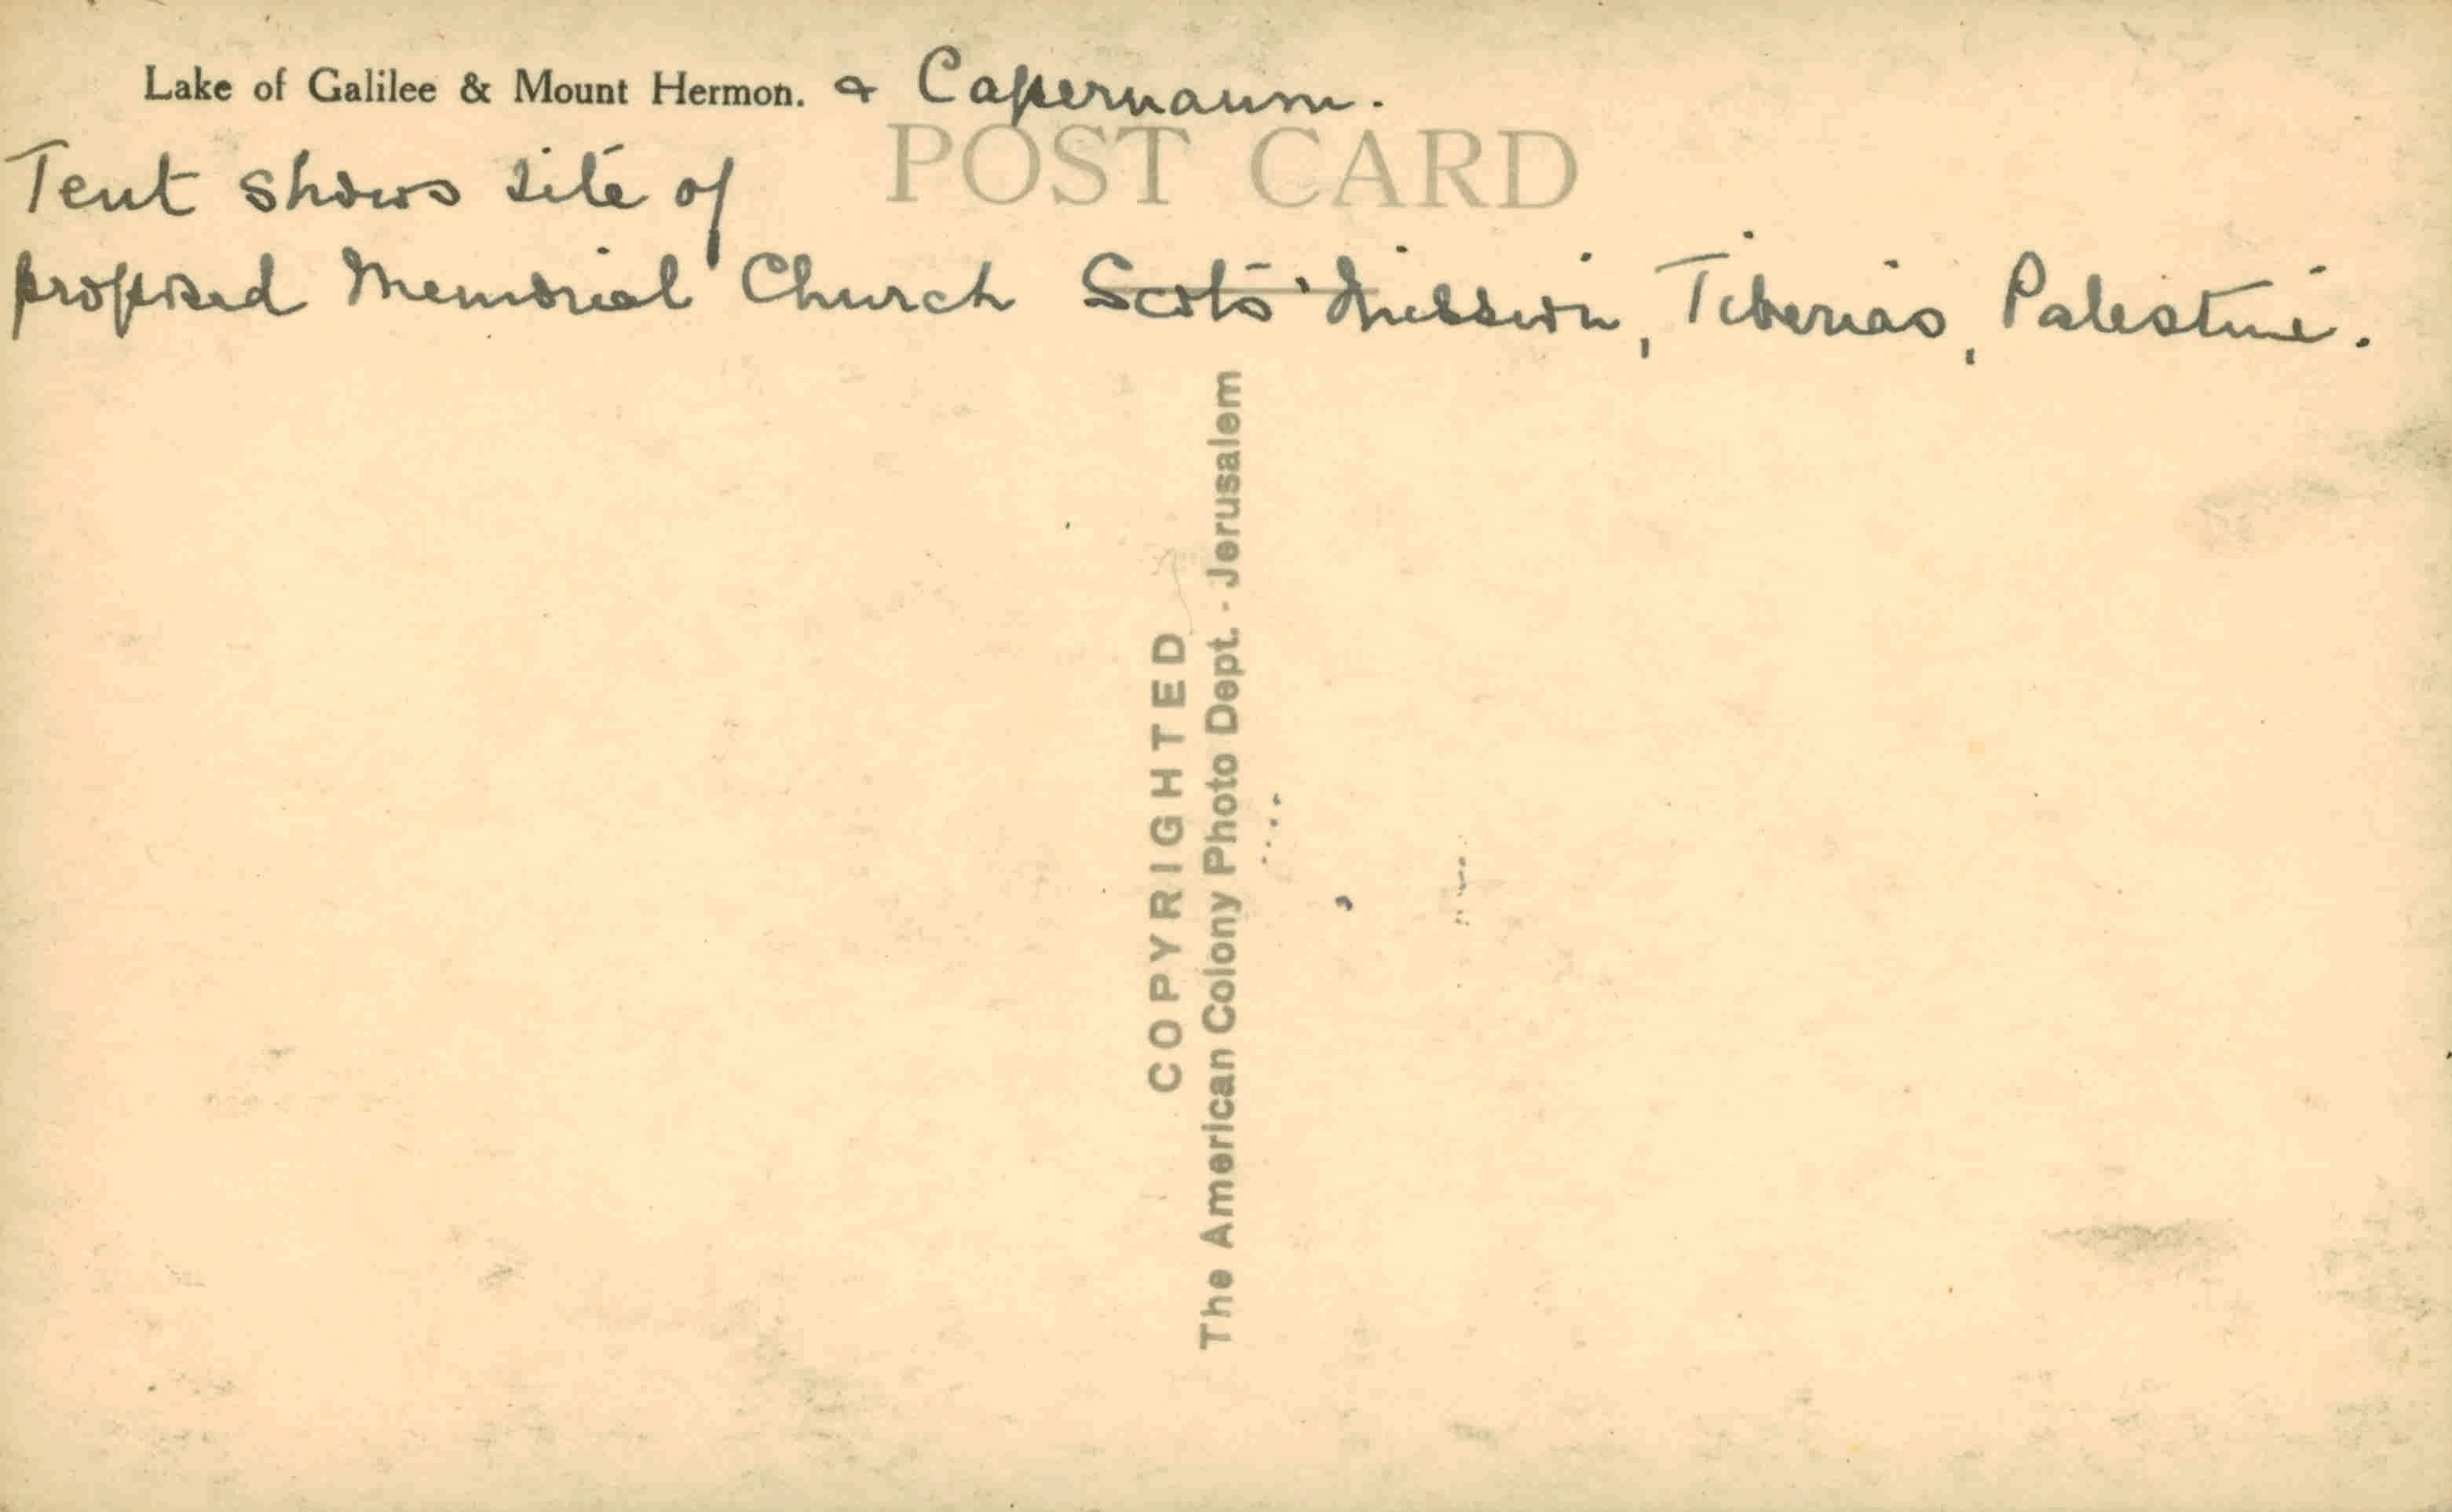 Lake of Galilee & Mount Hermon. & Capernaum.
POST CARD
Tent shows site of
proposed Memorial Church Scots' Mission, Tiberias, Palestine.
COPYRIGHTED
The American Colony Photo Dept. - Jerusalem